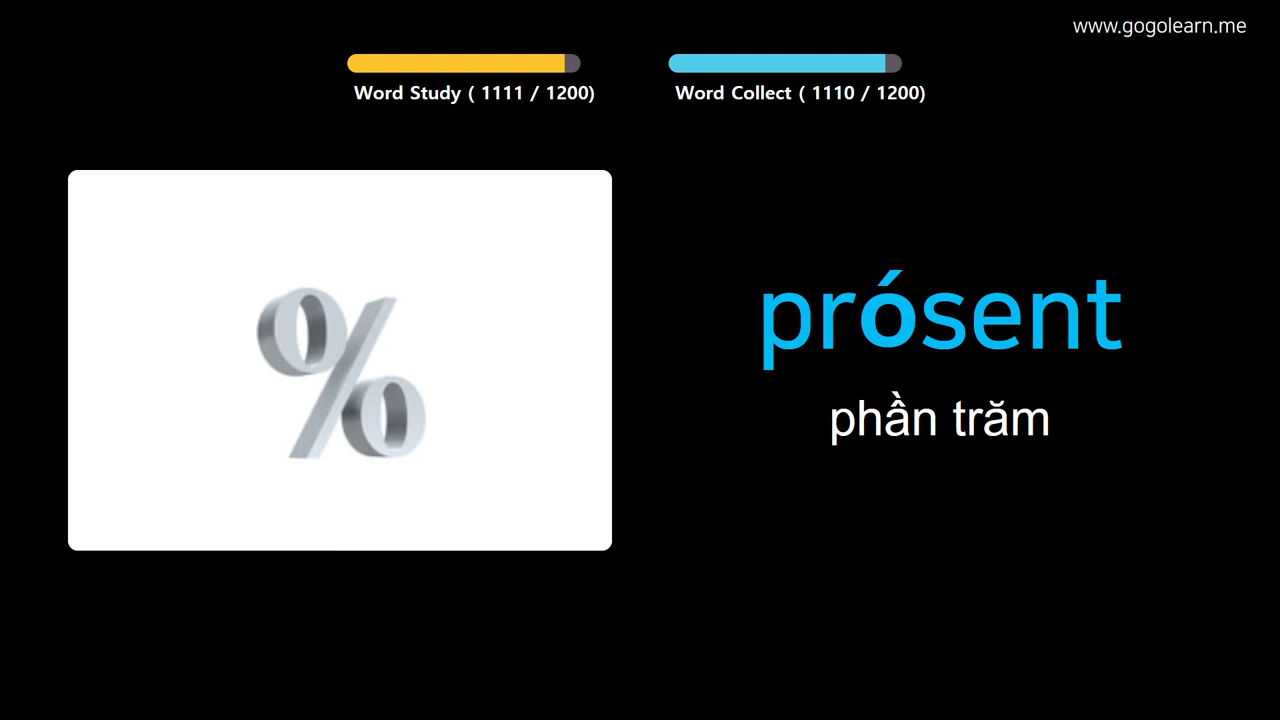 www.gogolearn.me
Word Study ( 1111 / 1200)
Word Collect ( 1110 / 1200)
%
prósent
phần trăm